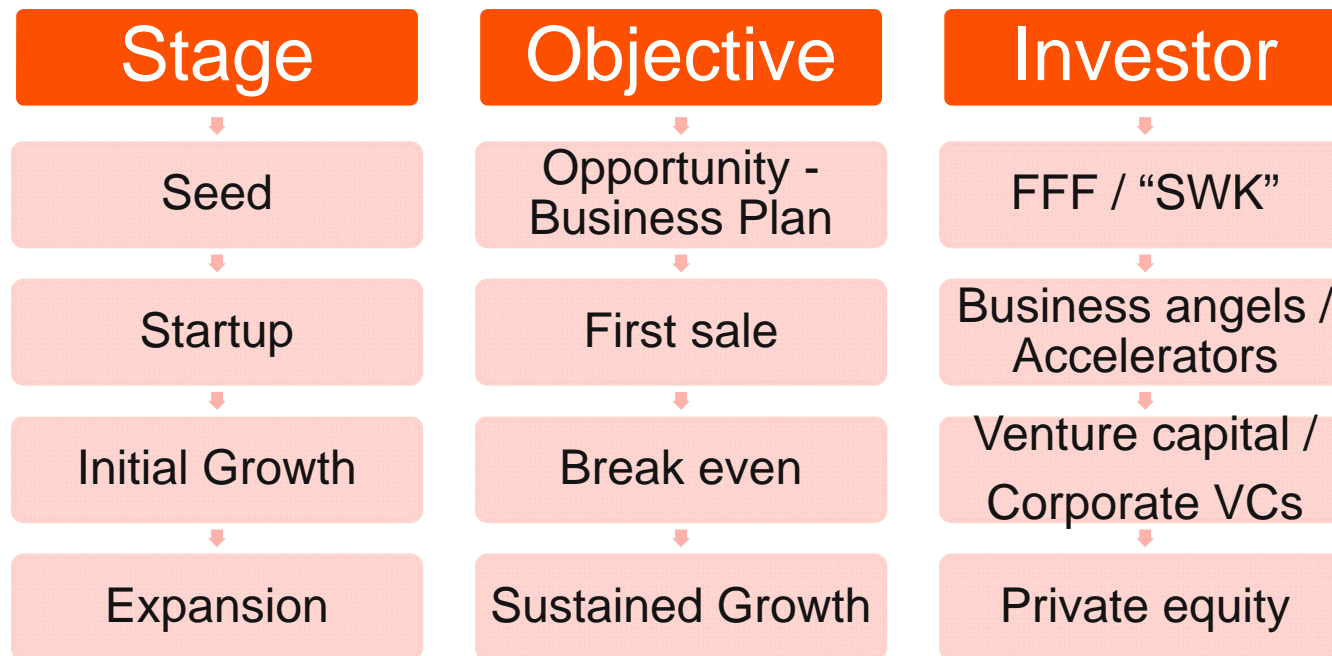 Stage
Objective
Investor
Seed
Opportunity -
Business Plan
FFF / “SWK”
Startup
First sale
Business angels /
Accelerators
Initial Growth
Break even
Venture capital /
Corporate VCs
Expansion
Sustained Growth
Private equity